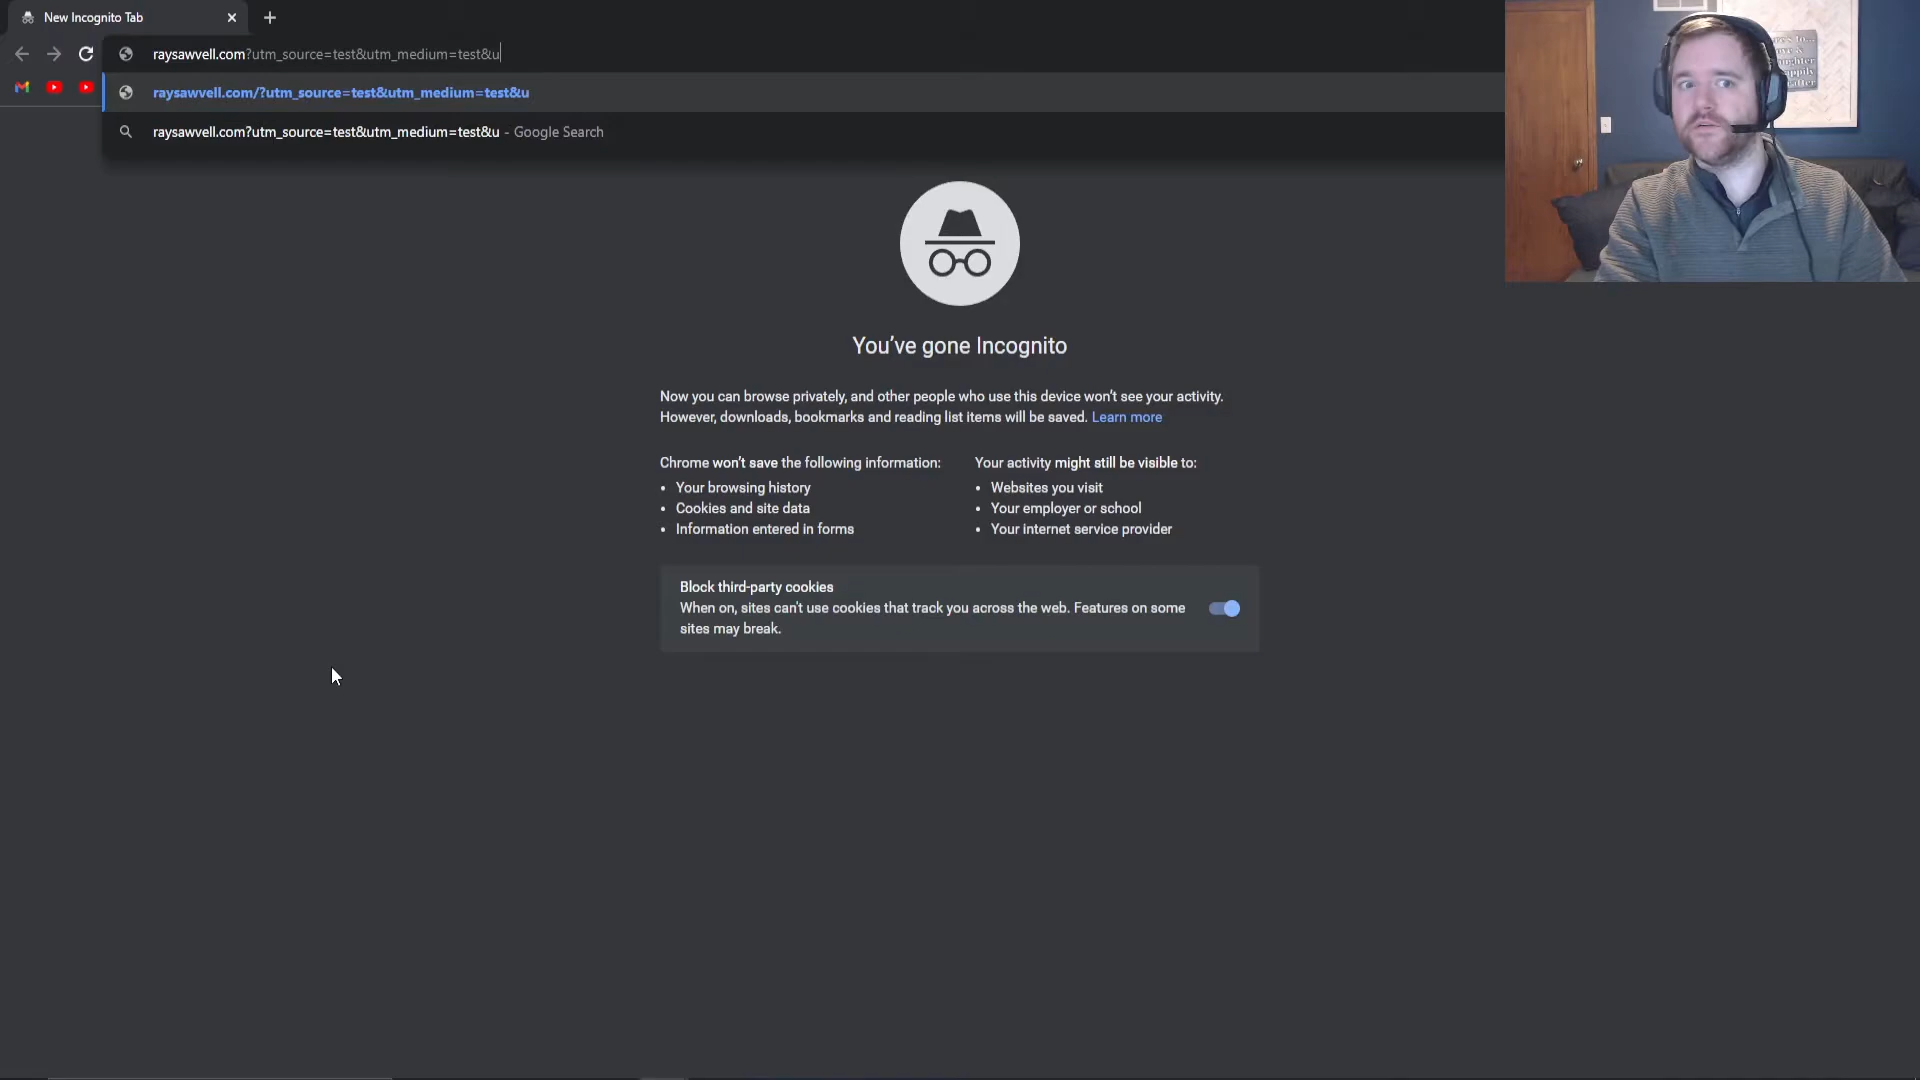 New Incognito Tab
raysawvell.com?utm_source=test&utm_medium=test&u
raysawvell.com/?utm_source=test&utm_medium=test&u
raysawvell.com?utm_source=test&utm_medium=test&u - Google Search
You've gone Incognito
Now you can browse privately, and other people who use this device won't see your activity.
However, downloads, bookmarks and reading list items will be saved. Learn more
Chrome won't save the following information:
• Your browsing history
• Cookies and site data
• Information entered in forms
Your activity might still be visible to:
• Websites you visit
• Your employer or school
• Your internet service provider
Block third-party cookies
When on, sites can't use cookies that track you across the web. Features on some
sites may break.